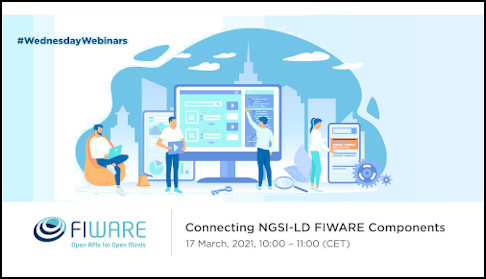 #WednesdayWebinars
FIWARE
Open APIs for Open Minds
Connecting NGSI-LD FIWARE Components
17 March, 2021, 10:00 – 11:00 (CET)